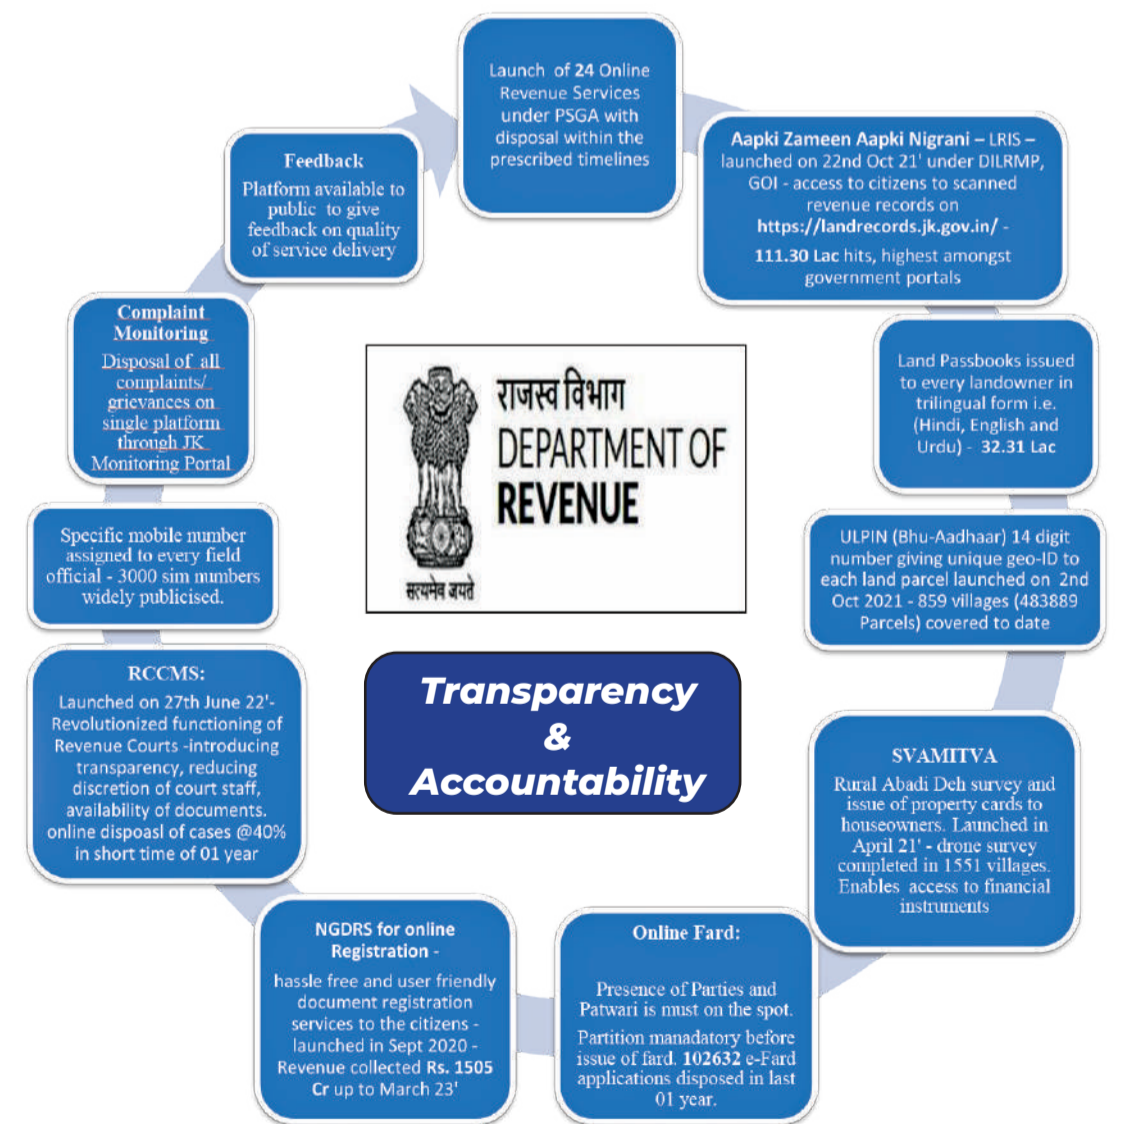 Launch of 24 Online
Revenue Services
under PSGA with
disposal within the
prescribed timelines
Aapki Zameen Aapki Nigrani – LRIS –
launched on 22nd Oct 21' under DILRMP,
GOI - access to citizens to scanned
revenue records on
https://landrecords.jk.gov.in/ -
111.30 Lac hits, highest amongst
government portals
Land Passbooks issued
to every landowner in
trilingual form i.e.
(Hindi, English and
Urdu) - 32.31 Lac
ULPIN (Bhu-Aadhaar) 14 digit
number giving unique geo-ID to
each land parcel launched on 2nd
Oct 2021 - 859 villages (483889
Parcels) covered to date
SVAMITVA
Rural Abadi Deh survey and
issue of property cards to
houseowners. Launched in
April 21' - drone survey
completed in 1551 villages.
Enables access to financial
instruments
Online Fard:
Presence of Parties and
Patwari is must on the spot.
Partition manadatory before
issue of fard. 102632 e-Fard
applications disposed in last
01 year.
NGDRS for online
Registration -
hassle free and user friendly
document registration
services to the citizens -
launched in Sept 2020 -
Revenue collected Rs. 1505
Cr up to March 23'
RCCMS:
Launched on 27th June 22'-
Revolutionized functioning of
Revenue Courts -introducing
transparency, reducing
discretion of court staff,
availability of documents.
online dispoasl of cases @40%
in short time of 01 year
Specific mobile number
assigned to every field
official - 3000 sim numbers
widely publicised.
Complaint
Monitoring
Disposal of all
complaints/
grievances on
single platform
through JK
Monitoring Portal
Feedback
Platform available to
public to give
feedback on quality
of service delivery
राजस्व विभाग
DEPARTMENT OF
REVENUE
सत्यमेव जयते
Transparency
&
Accountability